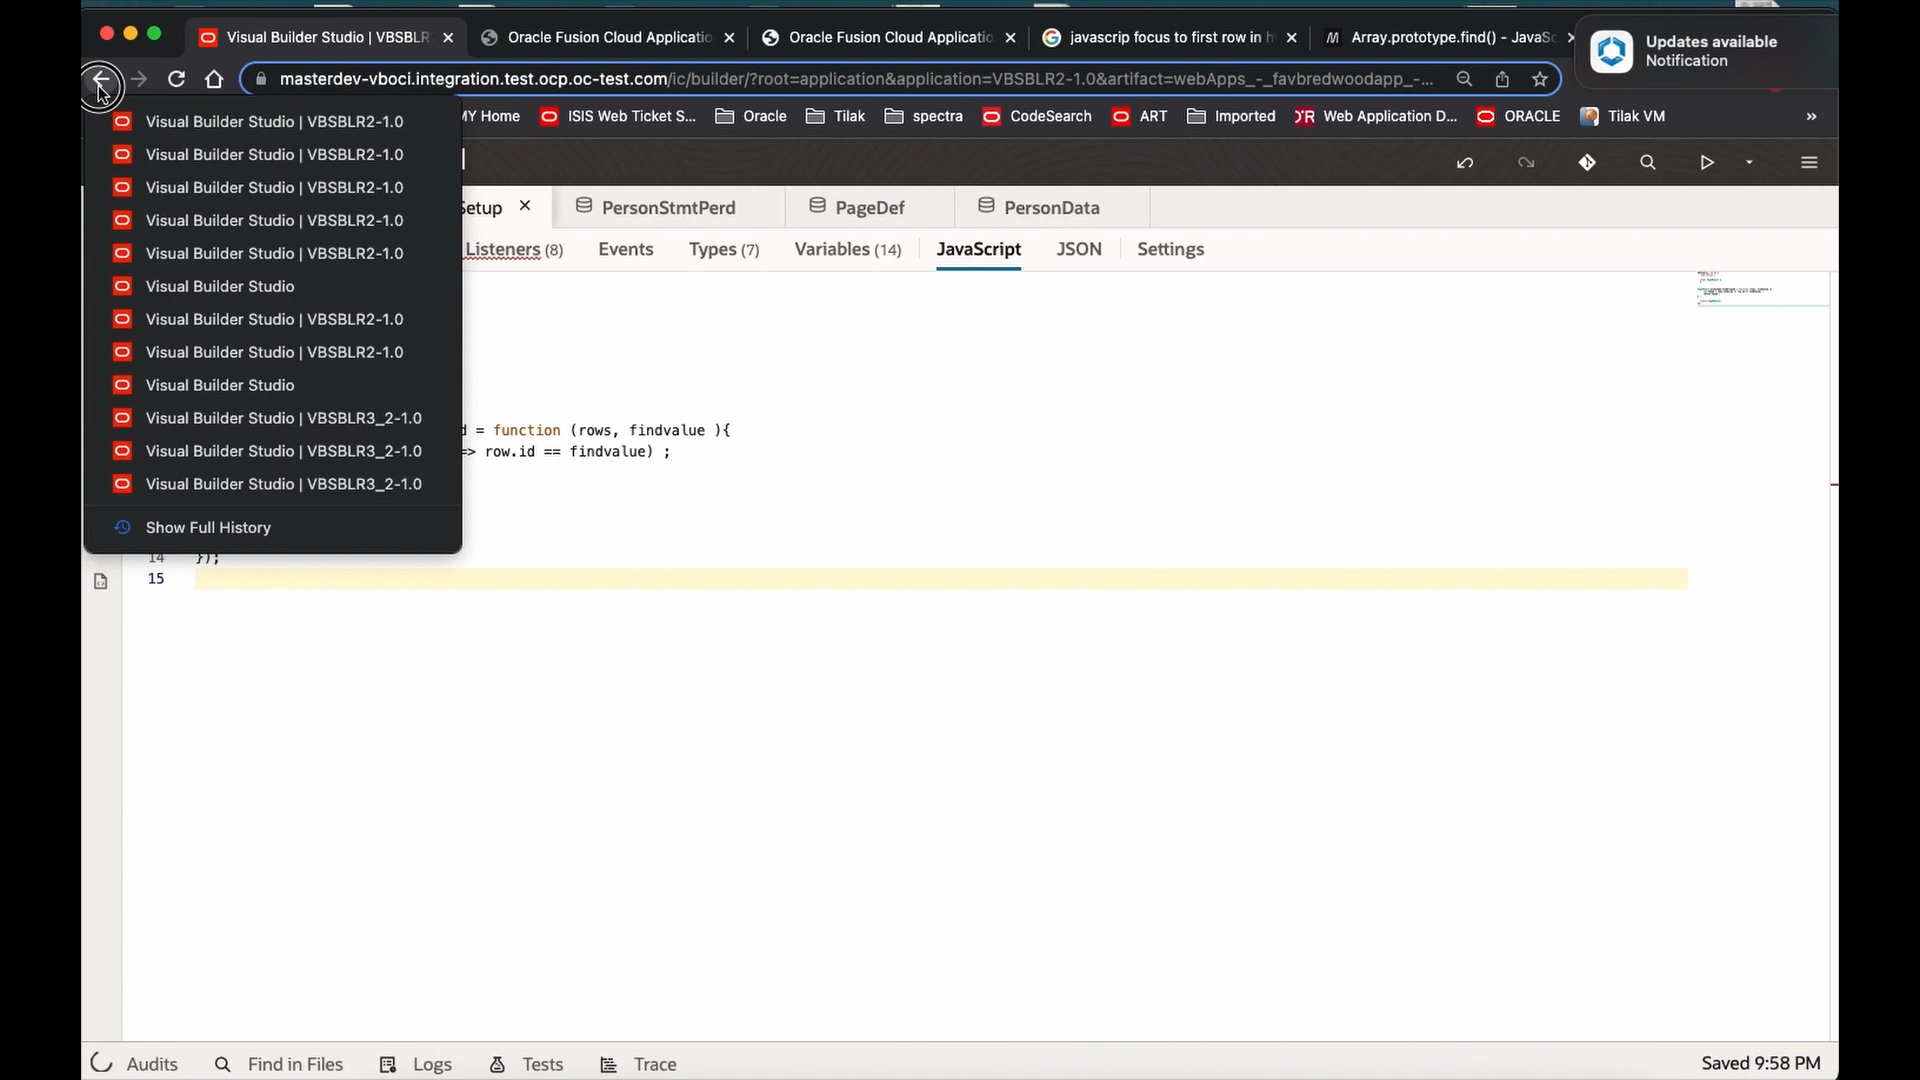 Visual Builder Studio | VBSBLR
Oracle Fusion Cloud Applicatio
Oracle Fusion Cloud Applicatio
javascrip focus to first row in h
Array.prototype.find() - JavaSc
Updates available
Notification
masterdev-vboci.integration.test.ocp.oc-test.com/ic/builder/?root=application&application=VBSBLR2-1.0&artifact=webApps_-_favbredwoodapp_-...
MY Home
ISIS Web Ticket S...
Oracle
Tilak
spectra
CodeSearch
ART
Imported
Web Application D...
ORACLE
Tilak VM
»
Visual Builder Studio | VBSBLR2-1.0
Visual Builder Studio | VBSBLR2-1.0
Visual Builder Studio | VBSBLR2-1.0
Visual Builder Studio | VBSBLR2-1.0
Visual Builder Studio | VBSBLR2-1.0
Visual Builder Studio
Visual Builder Studio | VBSBLR2-1.0
Visual Builder Studio | VBSBLR2-1.0
Visual Builder Studio
Visual Builder Studio | VBSBLR3_2-1.0
Visual Builder Studio | VBSBLR3_2-1.0
Visual Builder Studio | VBSBLR3_2-1.0
Show Full History
Setup
PersonStmtPerd
PageDef
PersonData
Listeners (8)
Events
Types (7)
Variables (14)
JavaScript
JSON
Settings
d = function (rows, findvalue ){
=> row.id == findvalue) ;
14 });
15
Audits
Find in Files
Logs
Tests
Trace
Saved 9:58 PM